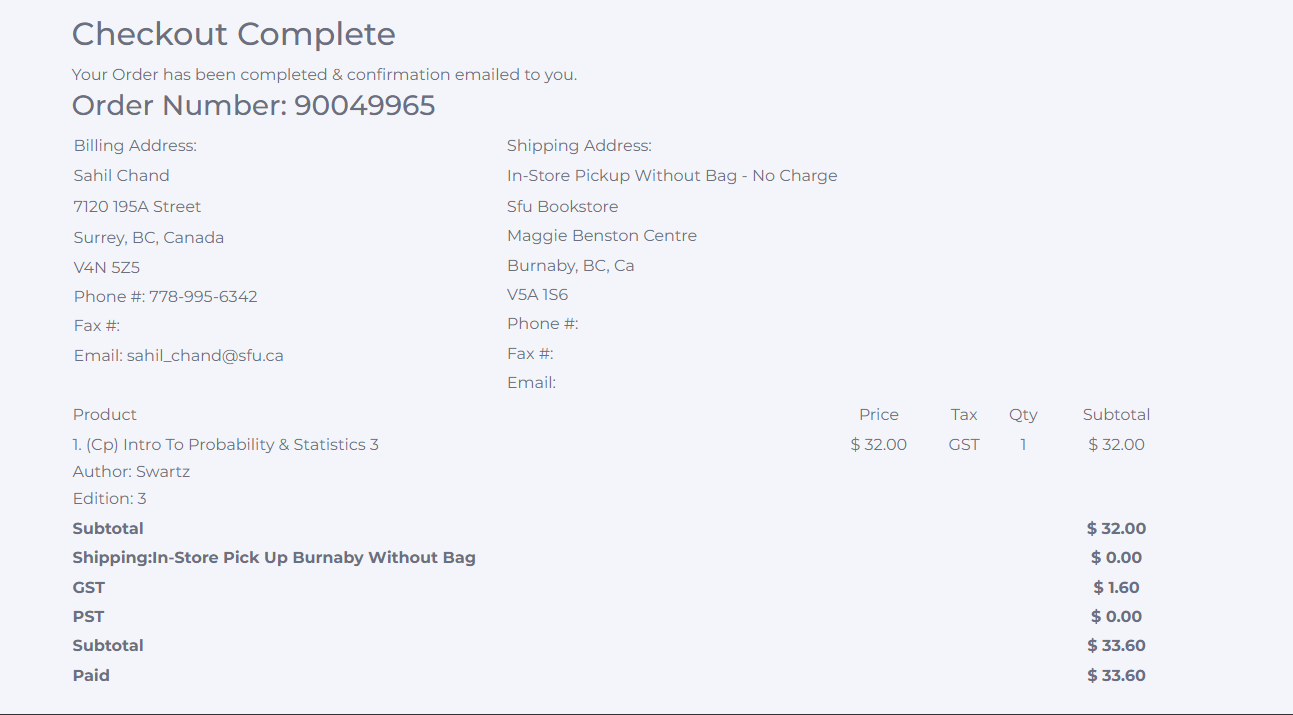 Checkout Complete
Your Order has been completed & confirmation emailed to you.
Order Number: 90049965
Billing Address:
Sahil Chand
7120 195A Street
Surrey, BC, Canada
V4N 5Z5
Phone #: 778-995-6342
Fax #:
Email: sahil_chand@sfu.ca
Shipping Address:
In-Store Pickup Without Bag - No Charge
Sfu Bookstore
Maggie Benston Centre
Burnaby, BC, Ca
V5A 1S6
Phone #:
Fax #:
Email:
Product Price Tax Qty Subtotal
1. (Cp) Intro To Probability & Statistics 3 $ 32.00 GST 1 $ 32.00
Author: Swartz
Edition: 3
Subtotal $ 32.00
Shipping:In-Store Pick Up Burnaby Without Bag $ 0.00
GST $ 1.60
PST $ 0.00
Subtotal $ 33.60
Paid $ 33.60